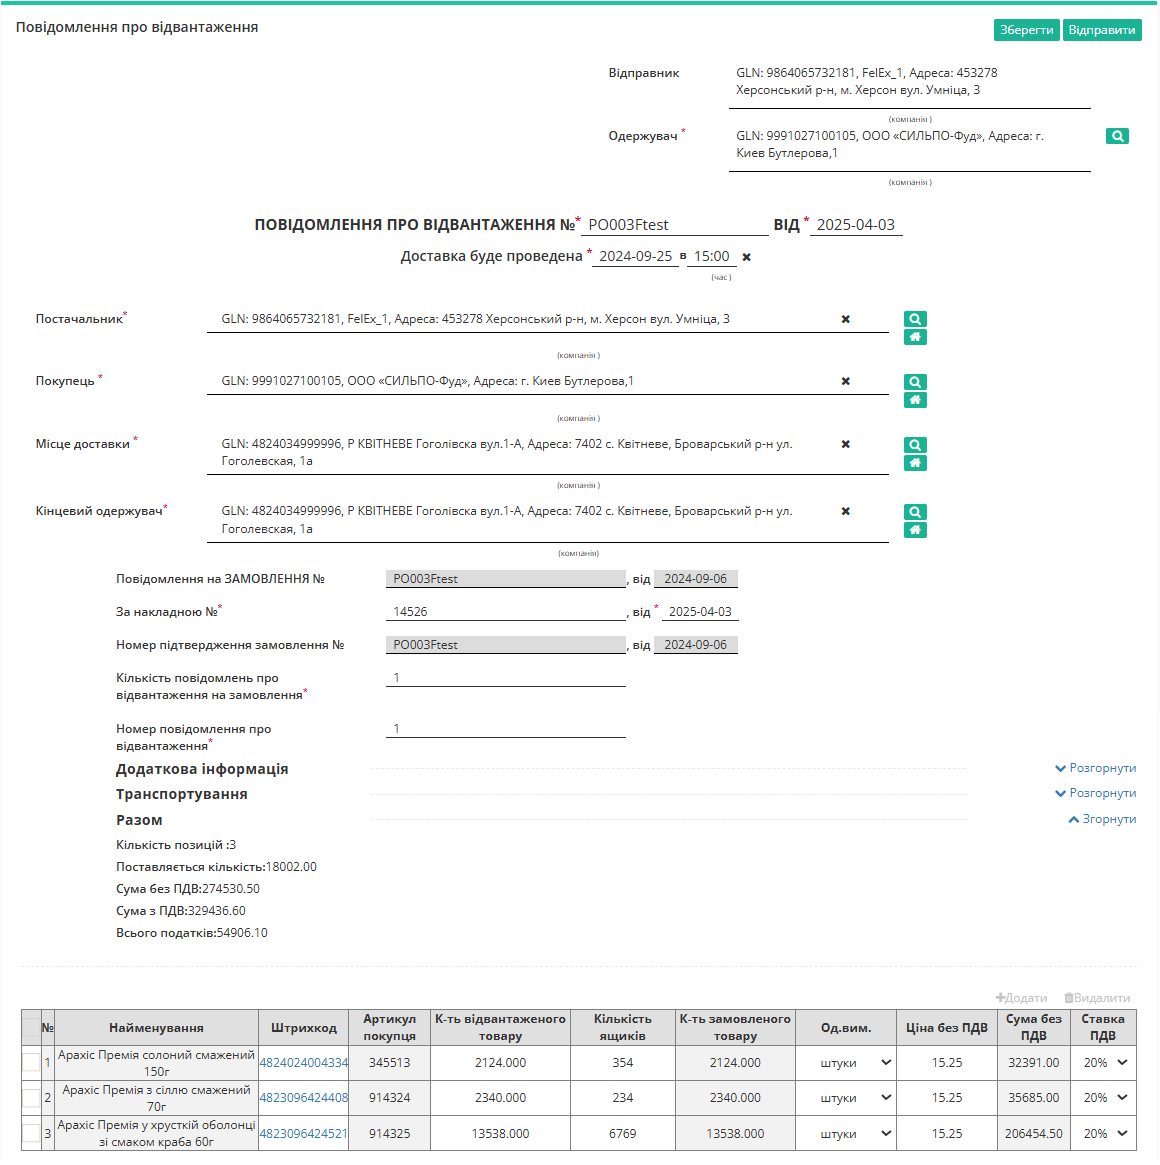 Повідомлення про відвантаження
Зберегти Відправити
Відправник GLN: 9864065732181, FelEx_1, Адреса: 453278
Херсонський р-н, м. Херсон вул. Умніца, 3
(компанія )
Одержувач * GLN: 9991027100105, ООО «СИЛЬПО-Фуд», Адреса: г.
Киев Бутлерова,1
(компанія )
ПОВІДОМЛЕННЯ ПРО ВІДВАНТАЖЕННЯ №* PO003Ftest ВІД * 2025-04-03
Доставка буде проведена * 2024-09-25 в 15:00
(час )
Постачальник* GLN: 9864065732181, FelEx_1, Адреса: 453278 Херсонський р-н, м. Херсон вул. Умніца, 3
(компанія )
Покупець * GLN: 9991027100105, ООО «СИЛЬПО-Фуд», Адреса: г. Киев Бутлерова,1
(компанія )
Місце доставки * GLN: 4824034999996, Р КВІТНЕВЕ Гоголівска вул.1-А, Адреса: 7402 с. Квітневе, Броварський р-н ул.
Гоголевская, 1а
(компанія )
Кінцевий одержувач* GLN: 4824034999996, Р КВІТНЕВЕ Гоголівска вул.1-А, Адреса: 7402 с. Квітневе, Броварський р-н ул.
Гоголевская, 1а
(компанія)
Повідомлення на ЗАМОВЛЕННЯ № PO003Ftest , від 2024-09-06
За накладною №* 14526 , від * 2025-04-03
Номер підтвердження замовлення № PO003Ftest , від 2024-09-06
Кількість повідомлень про
відвантаження на замовлення* 1
Номер повідомлення про
відвантаження* 1
Додаткова інформація Розгорнути
Транспортування Розгорнути
Разом Згорнути
Кількість позицій :3
Поставляється кількість:18002.00
Сума без ПДВ:274530.50
Сума з ПДВ:329436.60
Всього податків:54906.10
Додати Видалити
№ Найменування Штрихкод Артикул покупця К-ть відвантаженого товару Кількість ящиків К-ть замовленого товару Од.вим. Ціна без ПДВ Сума без ПДВ Ставка ПДВ
1 Арахіс Премія солоний смажений 150г 4824024004334 345513 2124.000 354 2124.000 штуки 15.25 32391.00 20%
2 Арахіс Премія з сіллю смажений 70г 4823096424408 914324 2340.000 234 2340.000 штуки 15.25 35685.00 20%
3 Арахіс Премія у хрусткій оболонці зі смаком краба 60г 4823096424521 914325 13538.000 6769 13538.000 штуки 15.25 206454.50 20%